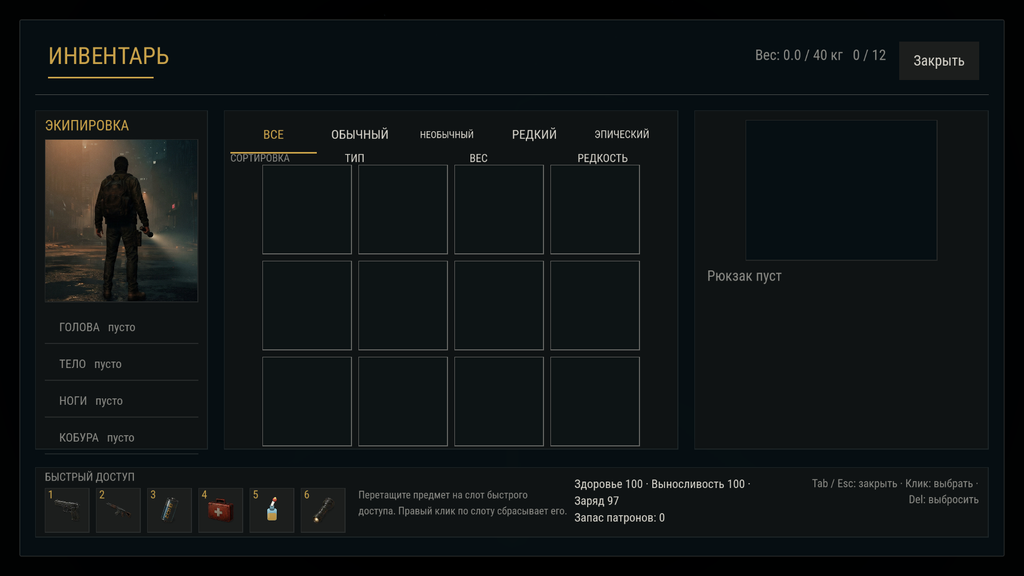 ИНВЕНТАРЬ
Вес: 0.0 / 40 кг 0 / 12
Закрыть
ЭКИПИРОВКА
ГОЛОВА пусто
ТЕЛО пусто
НОГИ пусто
КОБУРА пусто
ВСЕ ОБЫЧНЫЙ НЕОБЫЧНЫЙ РЕДКИЙ ЭПИЧЕСКИЙ
СОРТИРОВКА ТИП ВЕС РЕДКОСТЬ
Рюкзак пуст
БЫСТРЫЙ ДОСТУП
1 2 3 4 5 6
Перетащите предмет на слот быстрого
доступа. Правый клик по слоту сбрасывает его.
Здоровье 100 · Выносливость 100 ·
Заряд 97
Запас патронов: 0
Tab / Esc: закрыть · Клик: выбрать ·
Del: выбросить